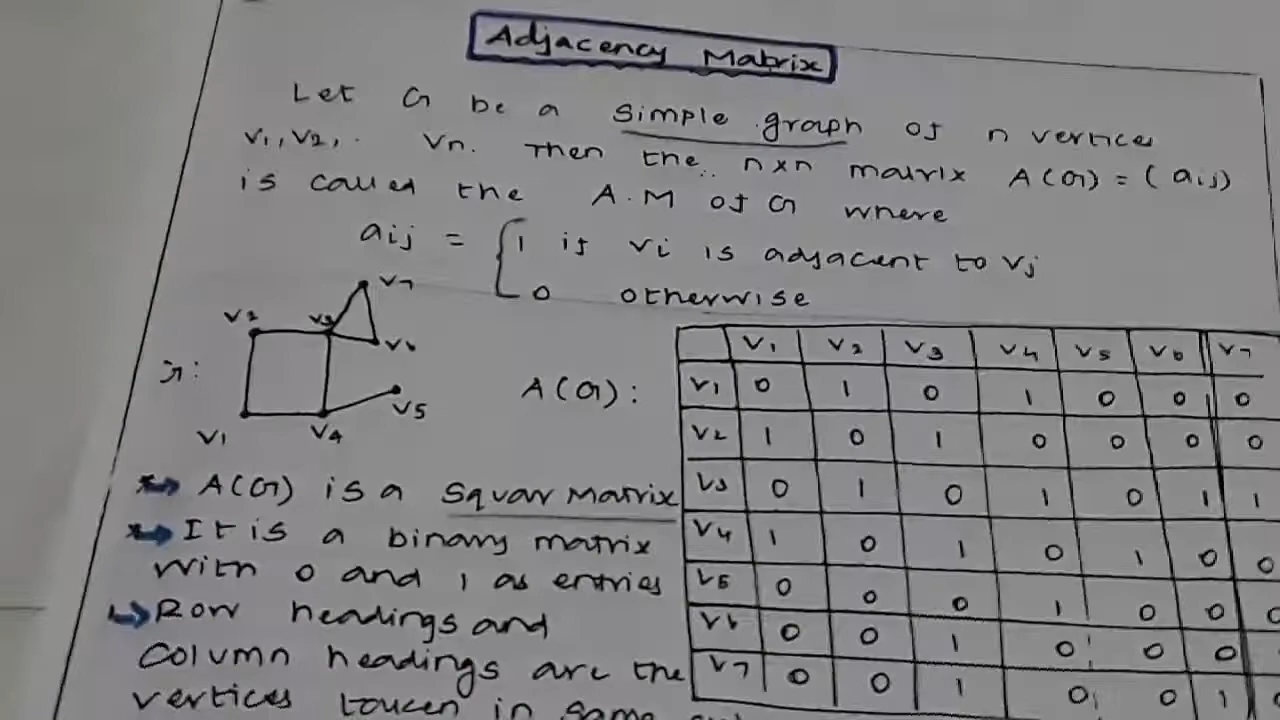 Adjacency Matrix
Let G be a simple graph of n vertice
v1, v2, . vn. Then the n x n matrix A(G) = (aij)
is called the A.M of G where
aij = { 1 if vi is adjacent to vj
0 otherwise
v7
v2 v3
v6
G:
v5
v1 v4
A(G):
v1 v2 v3 v4 v5 v6 v7
v1 0 1 0 1 0 0 0
v2 1 0 1 0 0 0 0
v3 0 1 0 1 0 1 1
v4 1 0 1 0 1 0 0
v5 0 0 0 1 0 0 0
v6 0 0 1 0 0 0
v7 0 0 1 0 0 1
A(G) is a squar matrix
It is a binary matrix
with 0 and 1 as entries
Row headings and
column headings are the
vertices taken in same